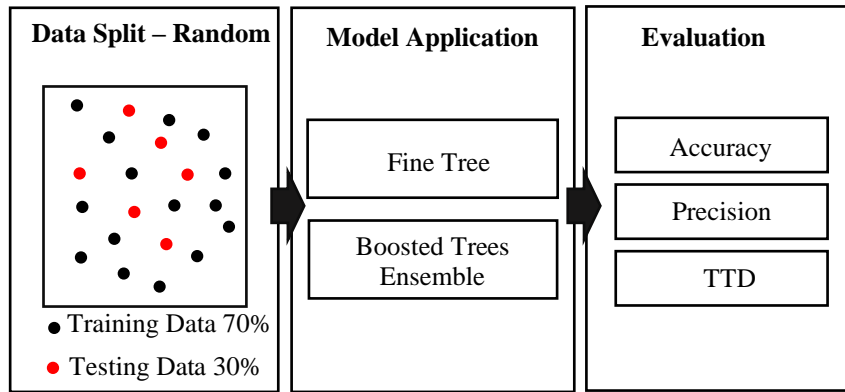 Data Split – Random
● Training Data 70%
● Testing Data 30%
Model Application
Fine Tree
Boosted Trees
Ensemble
Evaluation
Accuracy
Precision
TTD